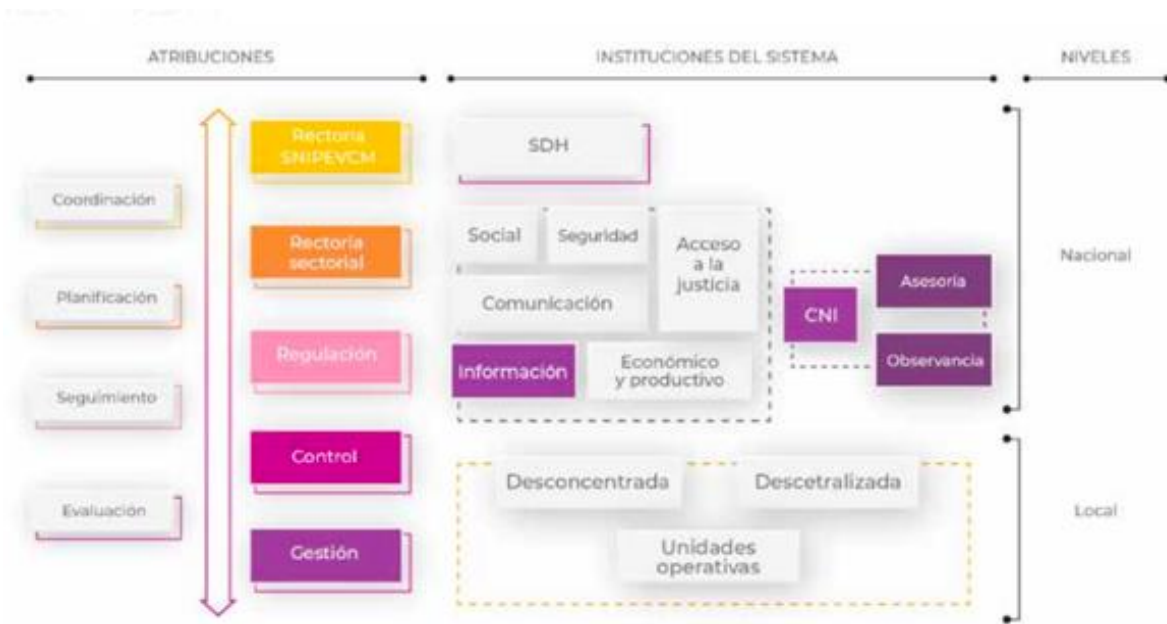 ATRIBUCIONES
INSTITUCIONES DEL SISTEMA
NIVELES
Coordinación
Planificación
Seguimiento
Evaluación
Rectoría
SNIPEVCM
Rectoría
sectorial
Regulación
Control
Gestión
SDH
Social
Seguridad
Acceso
a la
justicia
Comunicación
Información
Económico
y productivo
CNI
Asesoría
Observancia
Nacional
Desconcentrada
Descetralizada
Unidades
operativas
Local